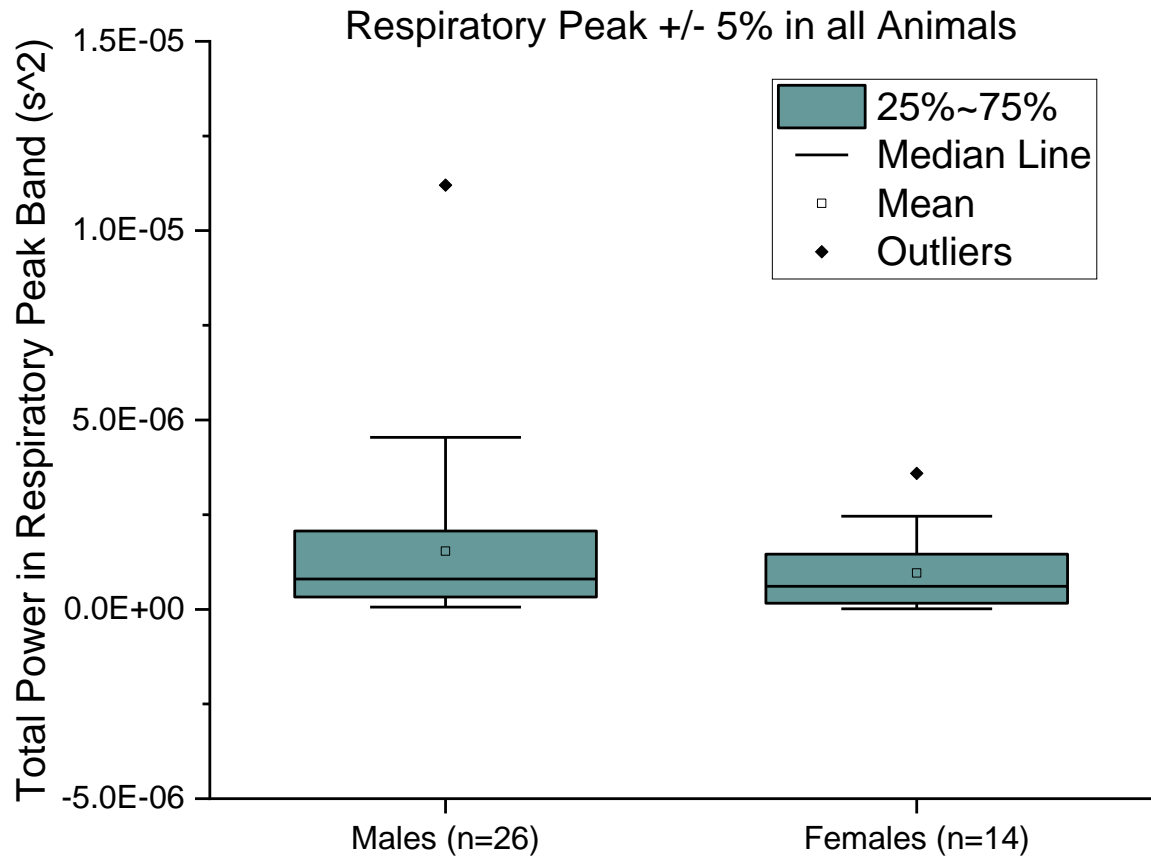 Respiratory Peak +/- 5% in all Animals
Total Power in Respiratory Peak Band (s^2)
1.5E-05
1.0E-05
5.0E-06
0.0E+00
-5.0E-06
25%~75%
Median Line
Mean
Outliers
Males (n=26)
Females (n=14)